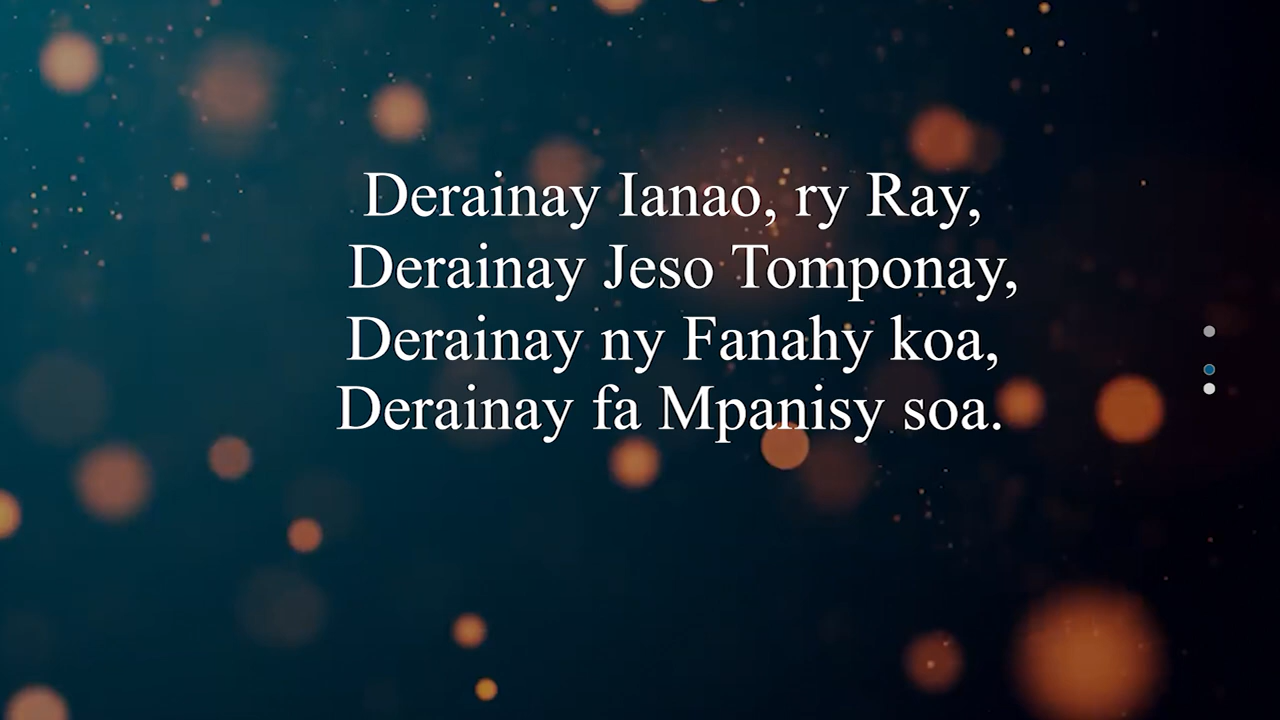 Derainay Ianao, ry Ray,
Derainay Jeso Tomponay,
Derainay ny Fanahy koa,
Derainay fa Mpanisy soa.